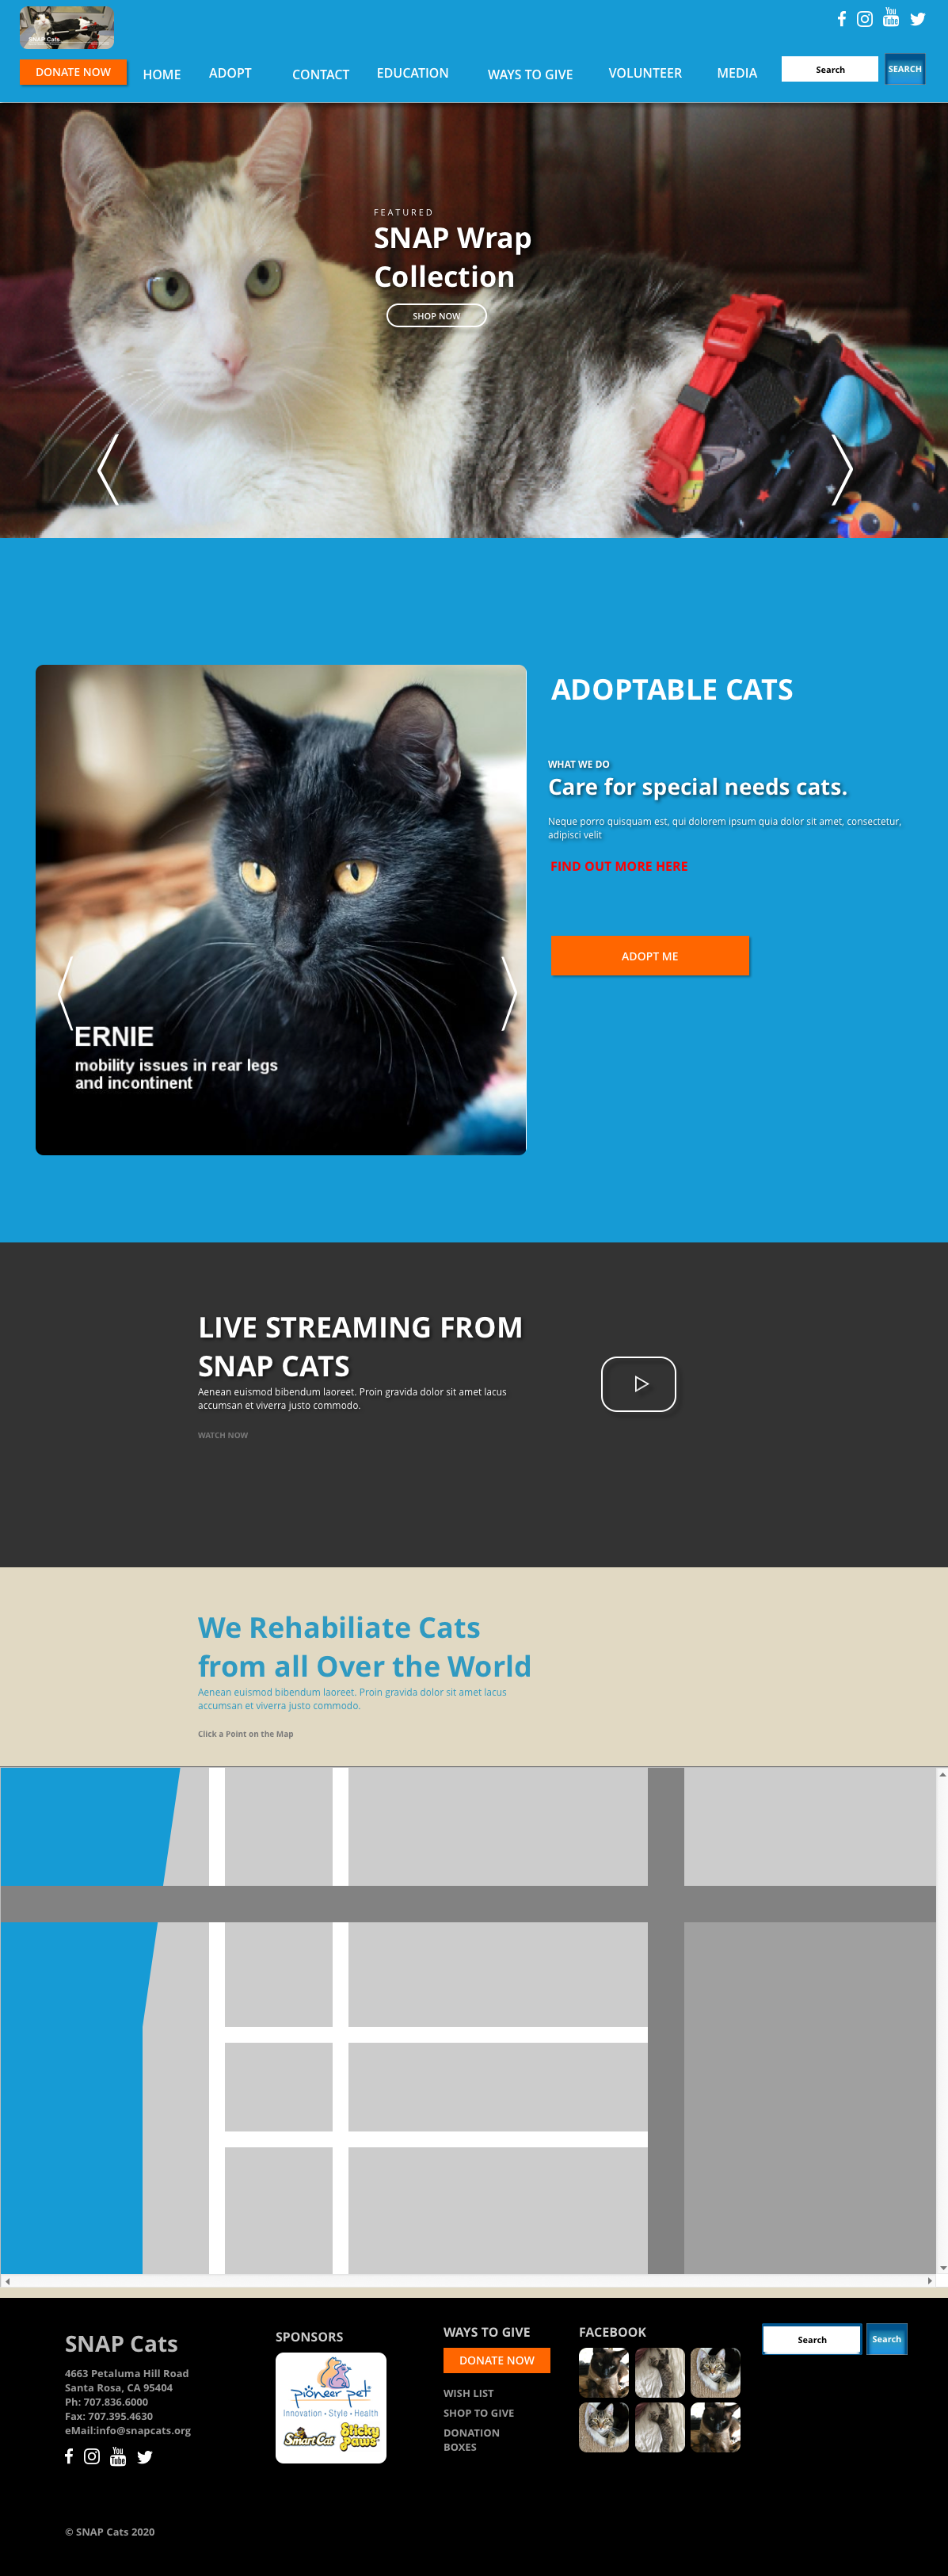 SNAP Cats
You
Tube
DONATE NOW
HOME
ADOPT
CONTACT
EDUCATION
WAYS TO GIVE
VOLUNTEER
MEDIA
Search
SEARCH
FEATURED
SNAP Wrap
Collection
SHOP NOW
ADOPTABLE CATS
WHAT WE DO
Care for special needs cats.
Neque porro quisquam est, qui dolorem ipsum quia dolor sit amet, consectetur,
adipisci velit
FIND OUT MORE HERE
ADOPT ME
ERNIE
mobility issues in rear legs
and incontinent
LIVE STREAMING FROM
SNAP CATS
Aenean euismod bibendum laoreet. Proin gravida dolor sit amet lacus
accumsan et viverra justo commodo.
WATCH NOW
We Rehabiliate Cats
from all Over the World
Aenean euismod bibendum laoreet. Proin gravida dolor sit amet lacus
accumsan et viverra justo commodo.
Click a Point on the Map
SNAP Cats
4663 Petaluma Hill Road
Santa Rosa, CA 95404
Ph: 707.836.6000
Fax: 707.395.4630
eMail:info@snapcats.org
You
Tube
© SNAP Cats 2020
SPONSORS
pioneer pet
Innovation • Style • Health
SmartCat
Sticky
Paws
WAYS TO GIVE
DONATE NOW
WISH LIST
SHOP TO GIVE
DONATION
BOXES
FACEBOOK
Search
Search